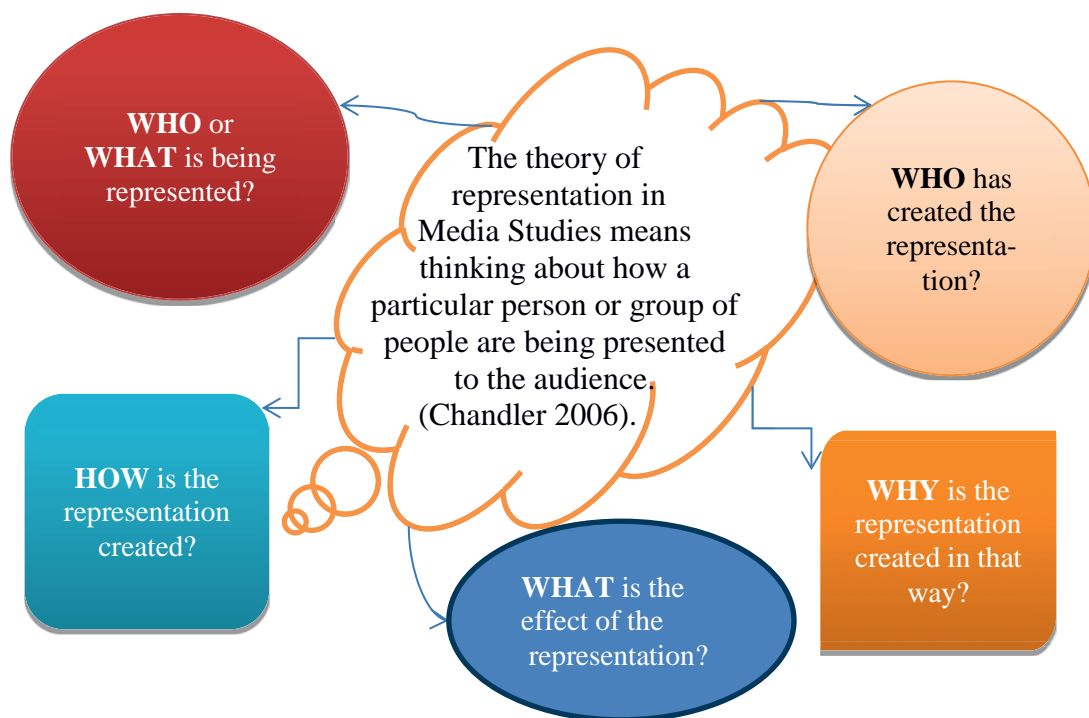 WHO or
WHAT is being
represented?
The theory of
representation in
Media Studies means
thinking about how a
particular person or group of
people are being presented
to the audience.
(Chandler 2006).
WHO has
created the
representa-
tion?
HOW is the
representation
created?
WHAT is the
effect of the
representation?
WHY is the
representation
created in that
way?